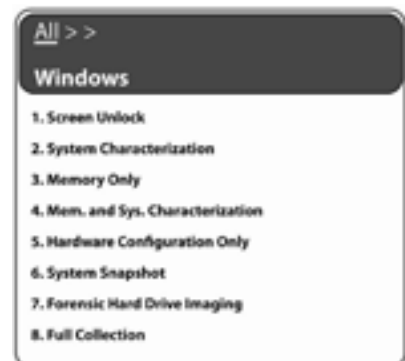 All > >
Windows
1. Screen Unlock
2. System Characterization
3. Memory Only
4. Mem. and Sys. Characterization
5. Hardware Configuration Only
6. System Snapshot
7. Forensic Hard Drive Imaging
8. Full Collection